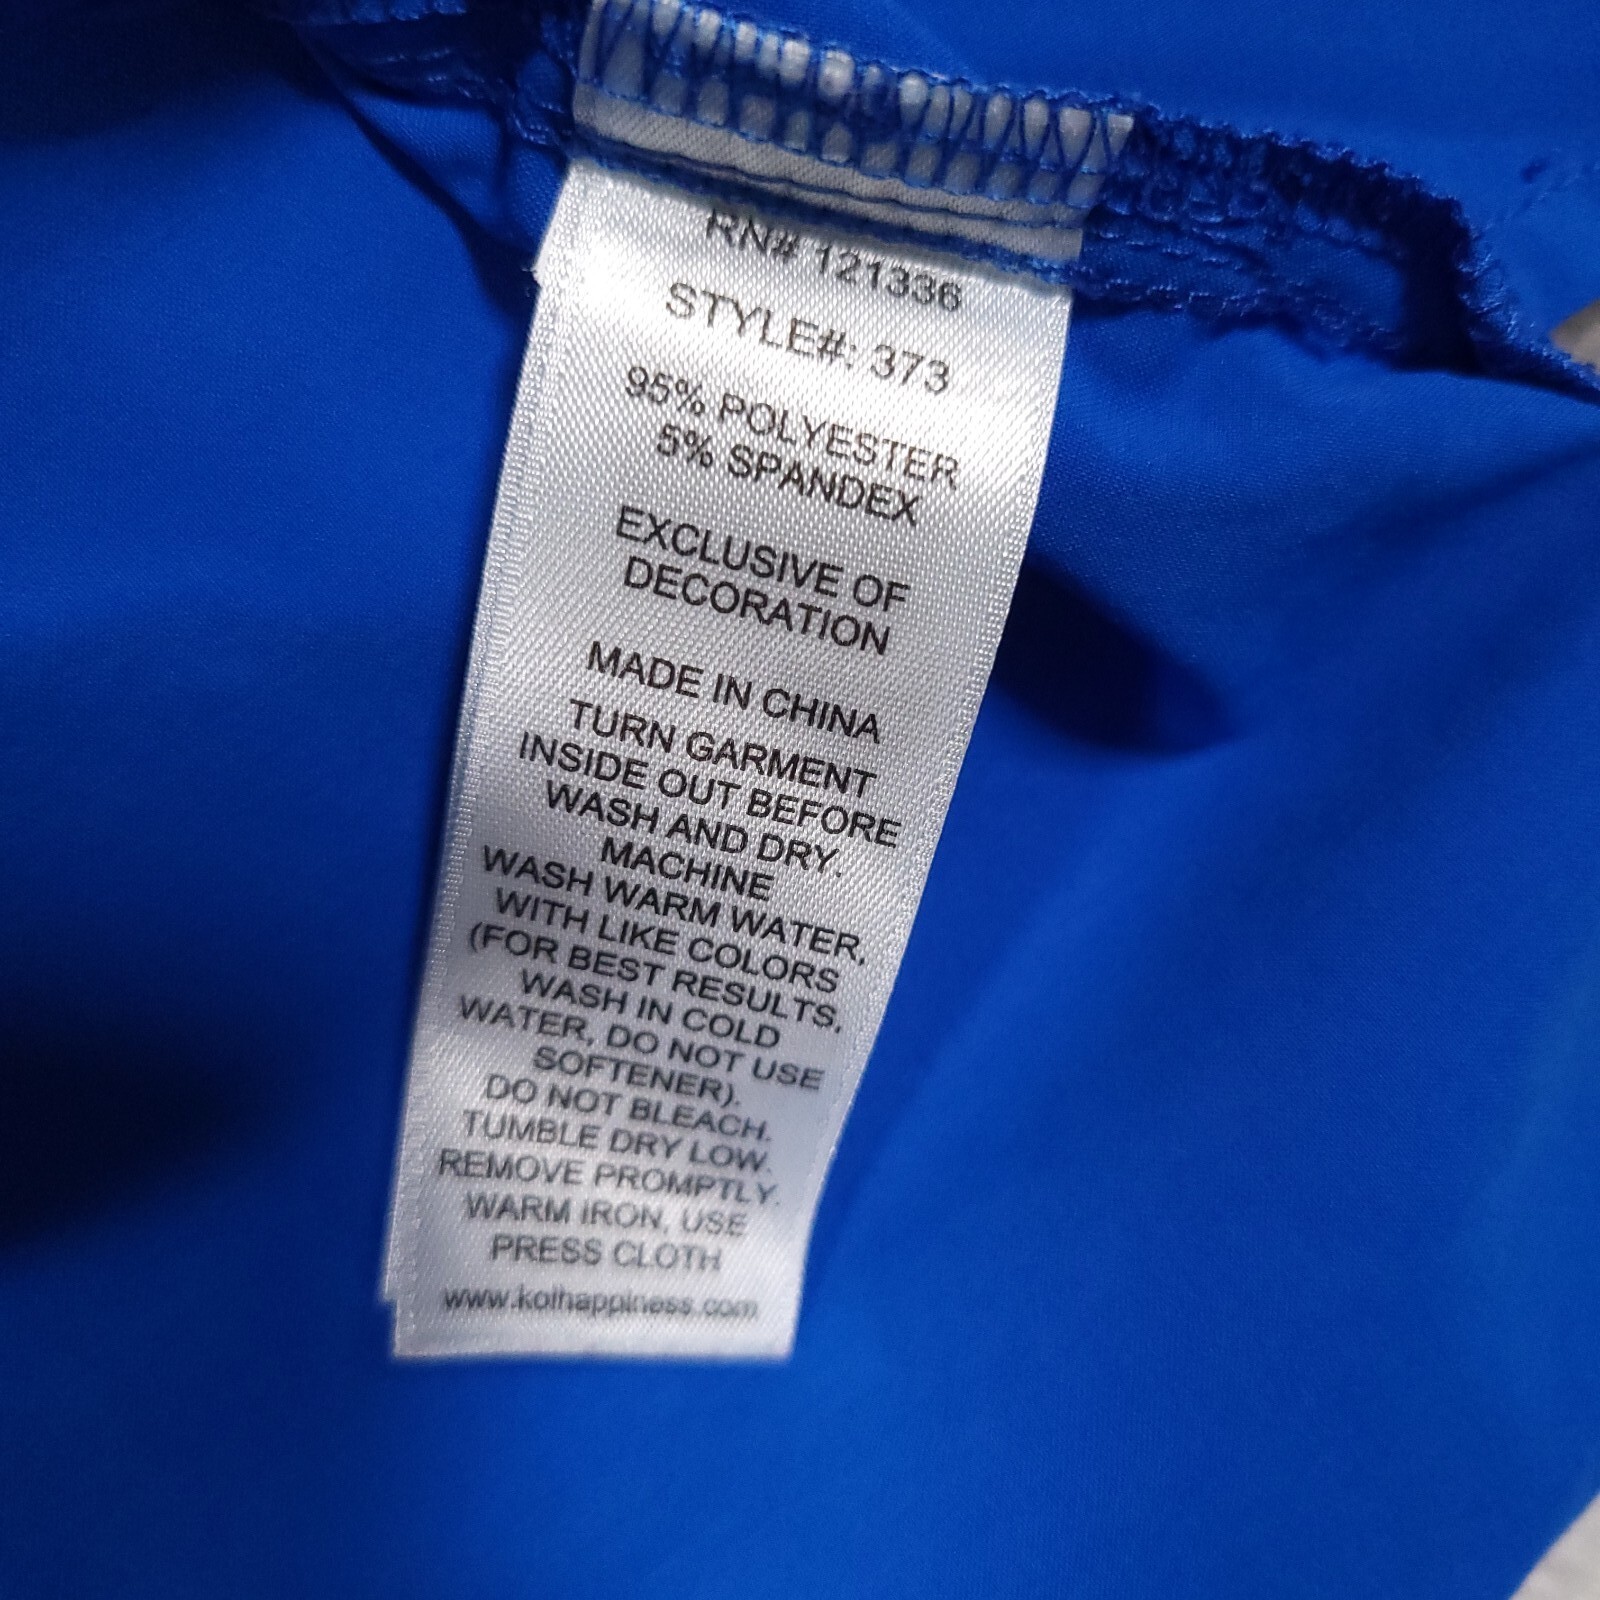 RN# 121336
STYLE#: 373
95% POLYESTER
5% SPANDEX
EXCLUSIVE OF
DECORATION
MADE IN CHINA
TURN GARMENT
INSIDE OUT BEFORE
WASH AND DRY.
MACHINE
WASH WARM WATER,
WITH LIKE COLORS
(FOR BEST RESULTS,
WASH IN COLD
WATER, DO NOT USE
SOFTENER).
DO NOT BLEACH.
TUMBLE DRY LOW.
REMOVE PROMPTLY.
WARM IRON, USE
PRESS CLOTH
www.koihappiness.com